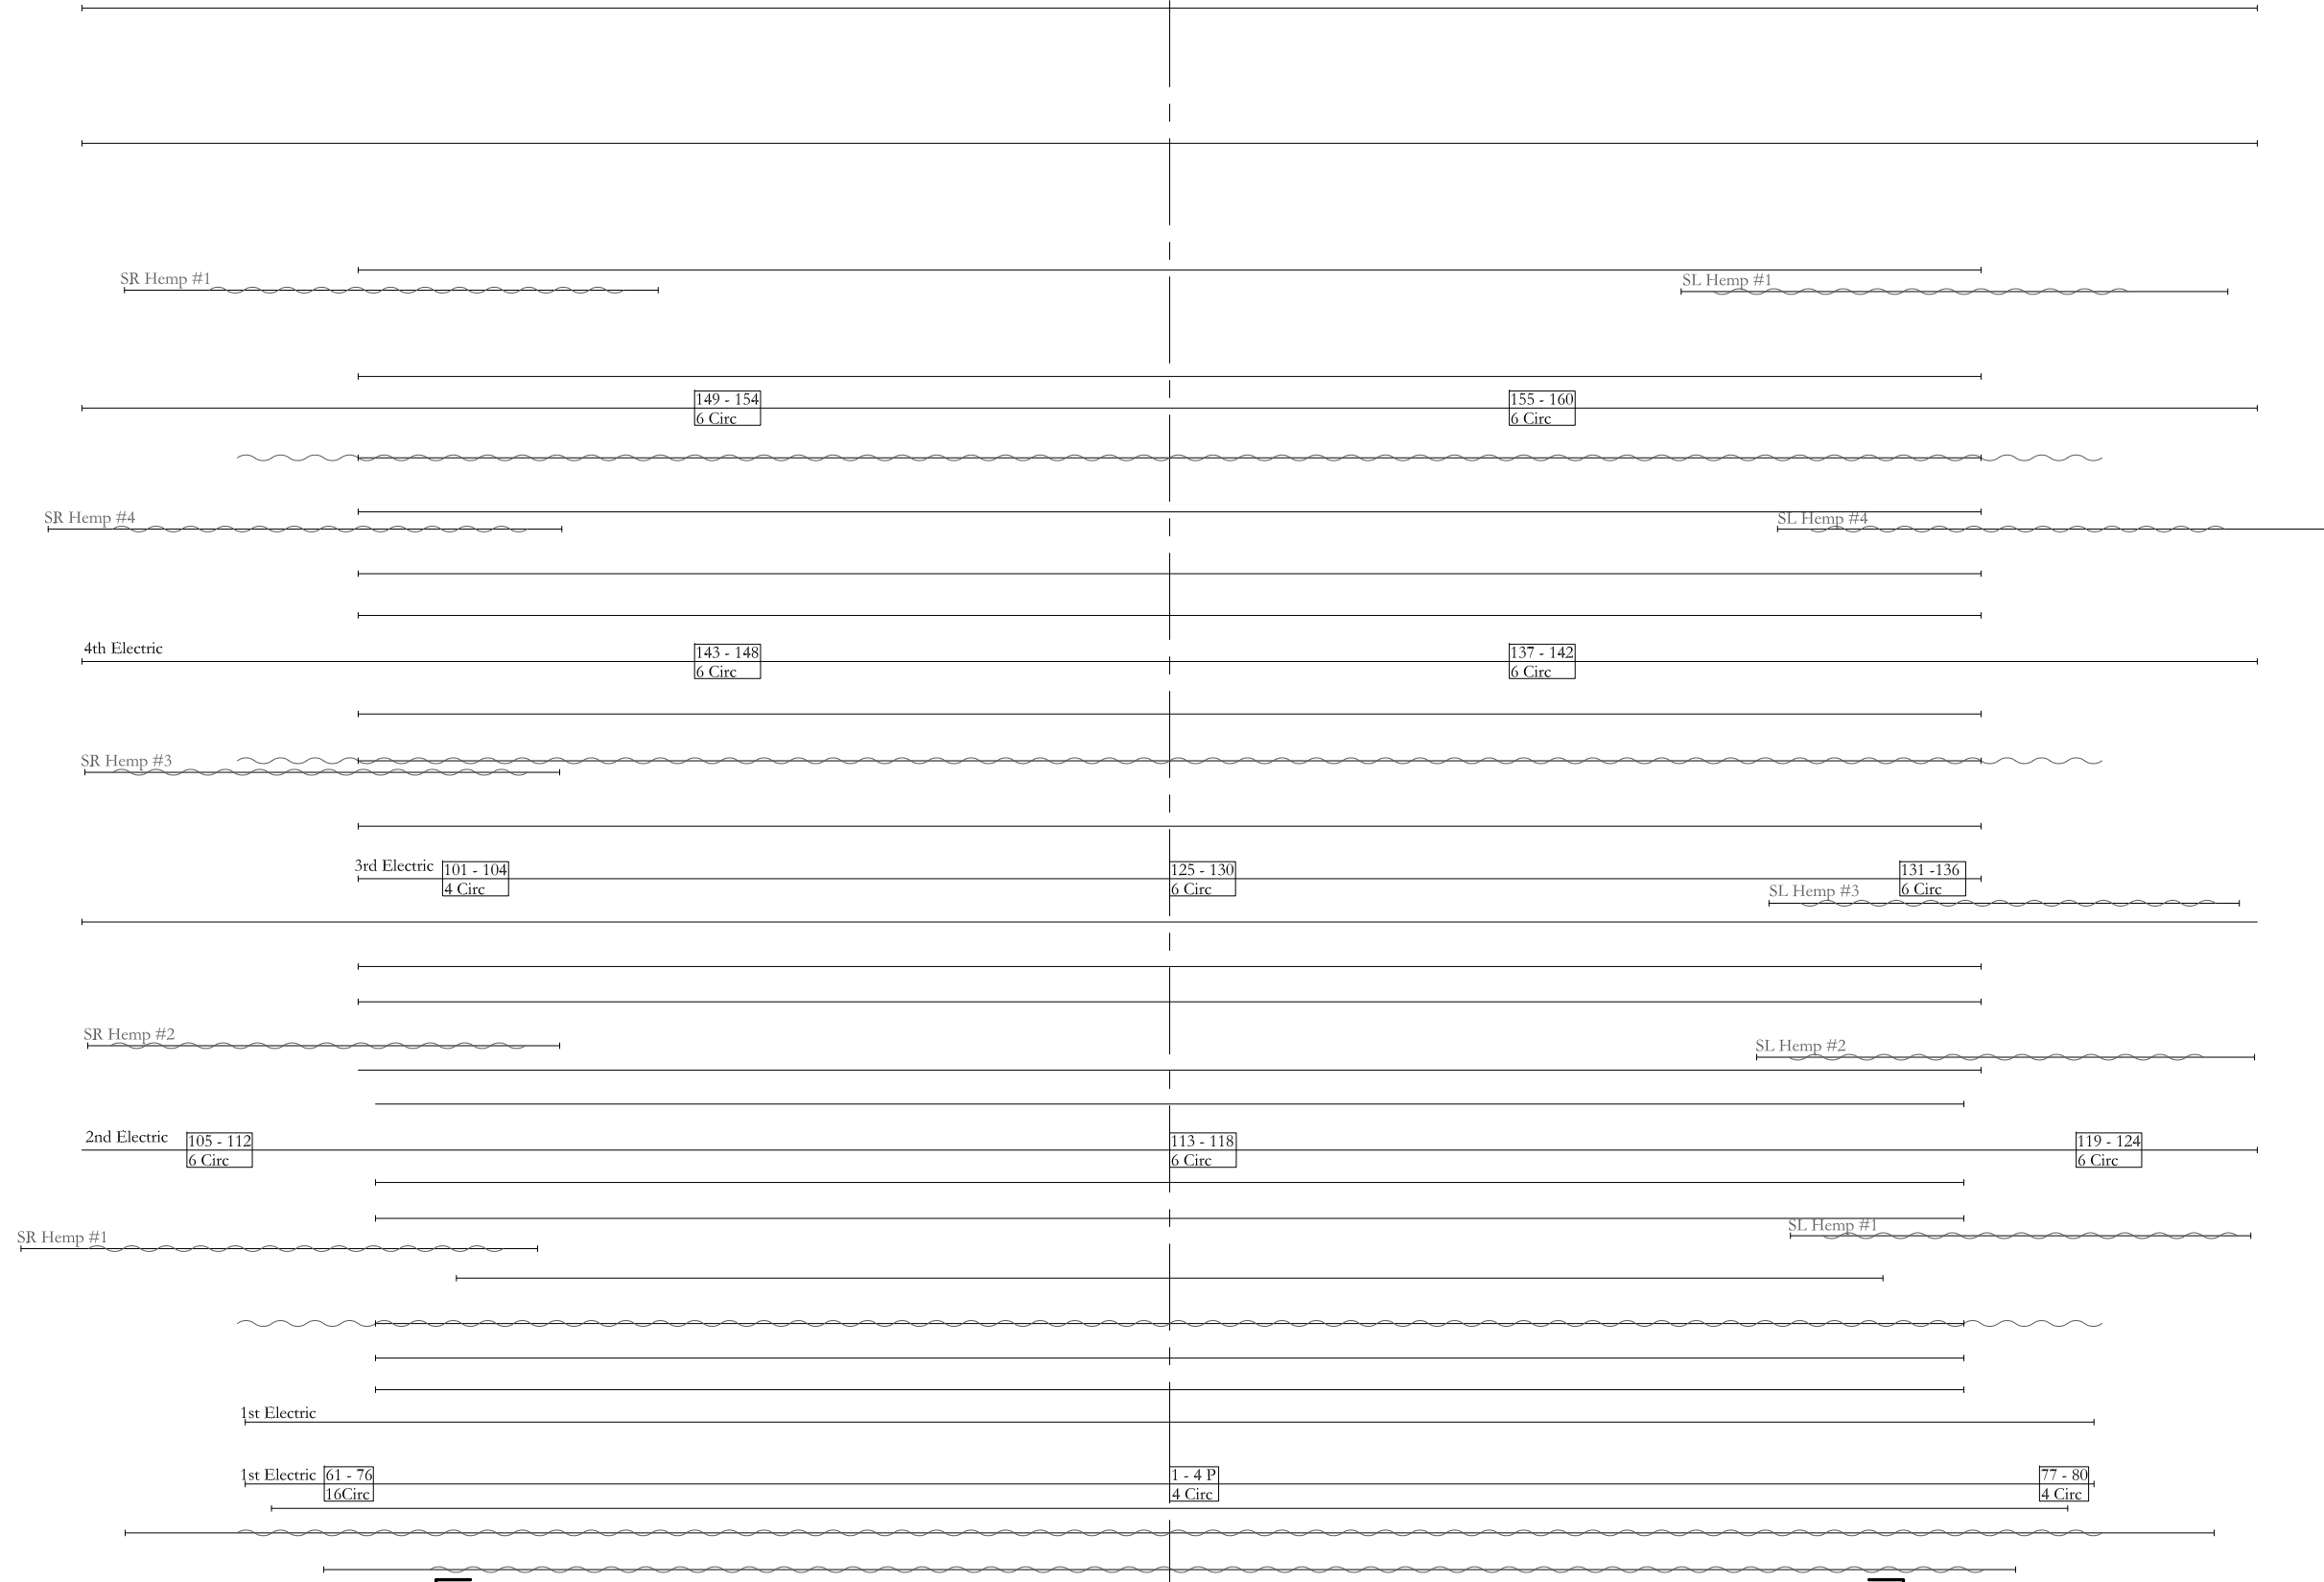 SR Hemp #1
SL Hemp #1
149 - 154
6 Circ
155 - 160
6 Circ
SR Hemp #4
SL Hemp #4
4th Electric
143 - 148
6 Circ
137 - 142
6 Circ
SR Hemp #3
3rd Electric
101 - 104
4 Circ
125 - 130
6 Circ
131 -136
6 Circ
SL Hemp #3
SR Hemp #2
SL Hemp #2
2nd Electric
105 - 112
6 Circ
113 - 118
6 Circ
119 - 124
6 Circ
SR Hemp #1
SL Hemp #1
1st Electric
1st Electric
61 - 76
16Circ
1 - 4 P
4 Circ
77 - 80
4 Circ